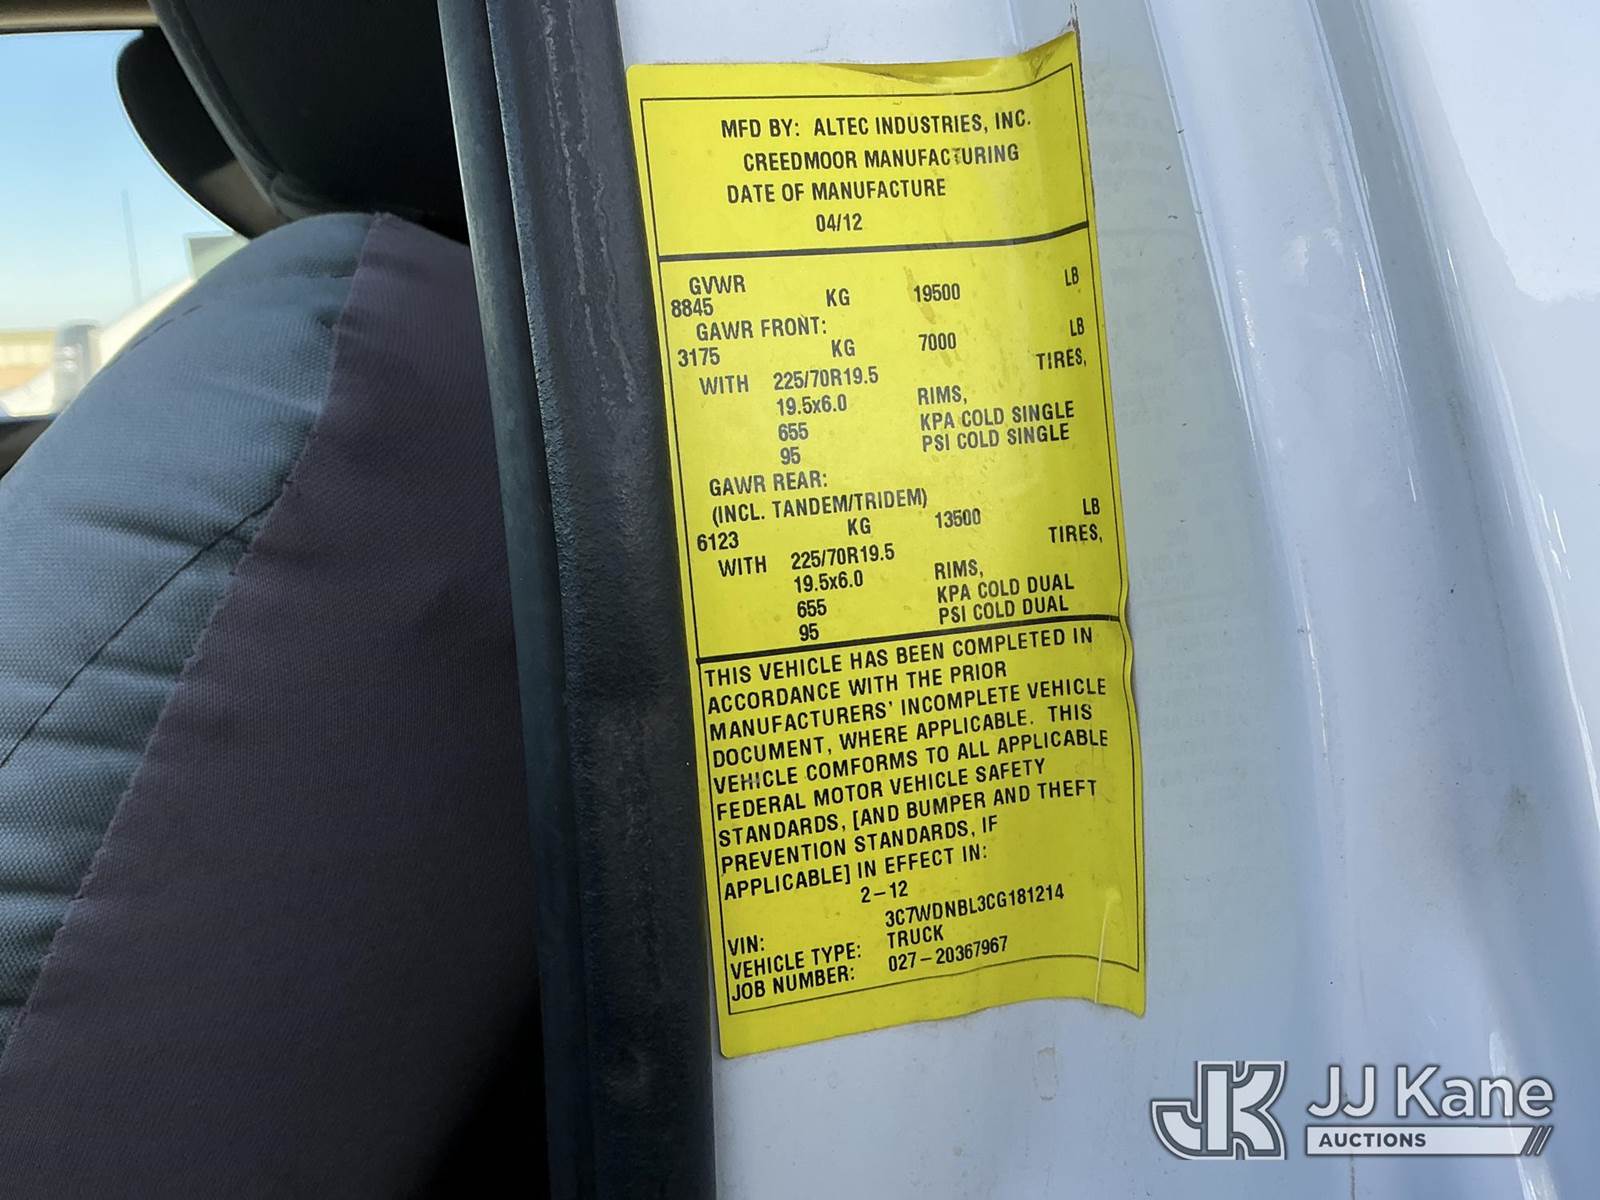 MFD BY: ALTEC INDUSTRIES, INC.
CREEDMOOR MANUFACTURING
DATE OF MANUFACTURE
04/12
GVWR
8845 KG 19500 LB
GAWR FRONT:
3175 KG 7000 LB
WITH 225/70R19.5 TIRES,
19.5x6.0 RIMS,
655 KPA COLD SINGLE
95 PSI COLD SINGLE
GAWR REAR:
(INCL. TANDEM/TRIDEM)
6123 KG 13500 LB
WITH 225/70R19.5 TIRES,
19.5x6.0 RIMS,
655 KPA COLD DUAL
95 PSI COLD DUAL
THIS VEHICLE HAS BEEN COMPLETED IN
ACCORDANCE WITH THE PRIOR
MANUFACTURERS' INCOMPLETE VEHICLE
DOCUMENT, WHERE APPLICABLE. THIS
VEHICLE COMFORMS TO ALL APPLICABLE
FEDERAL MOTOR VEHICLE SAFETY
STANDARDS, [AND BUMPER AND THEFT
PREVENTION STANDARDS, IF
APPLICABLE] IN EFFECT IN:
2-12
VIN: 3C7WDNBL3CG181214
VEHICLE TYPE: TRUCK
JOB NUMBER: 027-20367967
JK JJ Kane
AUCTIONS